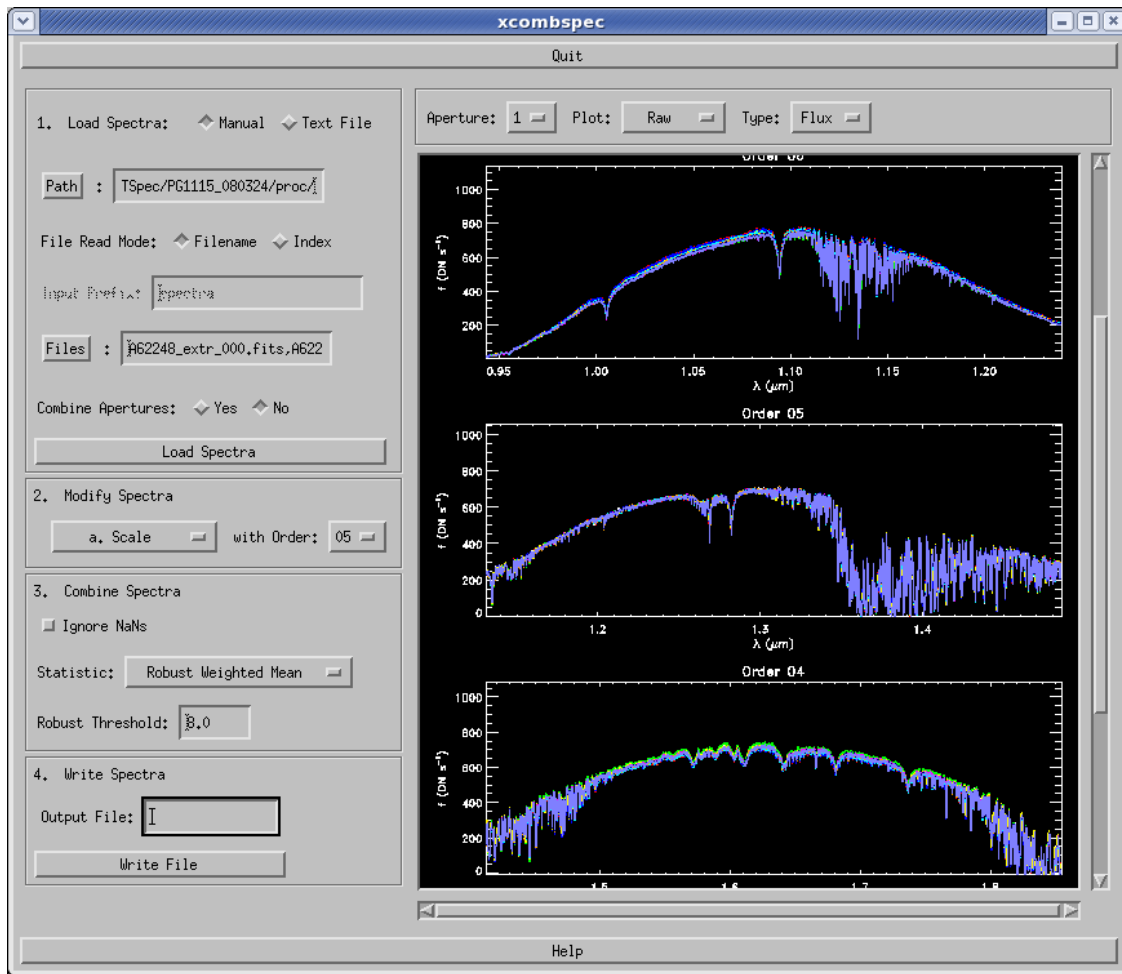 xcombspec
Quit
1. Load Spectra: Manual Text File
Path : TSpec/PG1115_080324/proc/
File Read Mode: Filename Index
Input Prefix: spectra
Files : A62248_extr_000.fits,A622
Combine Apertures: Yes No
Load Spectra
2. Modify Spectra
a. Scale with Order: 05
3. Combine Spectra
Ignore NaNs
Statistic: Robust Weighted Mean
Robust Threshold: 8.0
4. Write Spectra
Output File:
Write File
Aperture: 1 Plot: Raw Type: Flux
Order 06
f (DN s⁻¹)
1000
800
600
400
200
0.95 1.00 1.05 1.10 1.15 1.20
λ (μm)
Order 05
f (DN s⁻¹)
1000
800
600
400
200
0
1.2 1.3 1.4
λ (μm)
Order 04
f (DN s⁻¹)
1000
800
600
400
200
0
1.5 1.6 1.7 1.8
Help